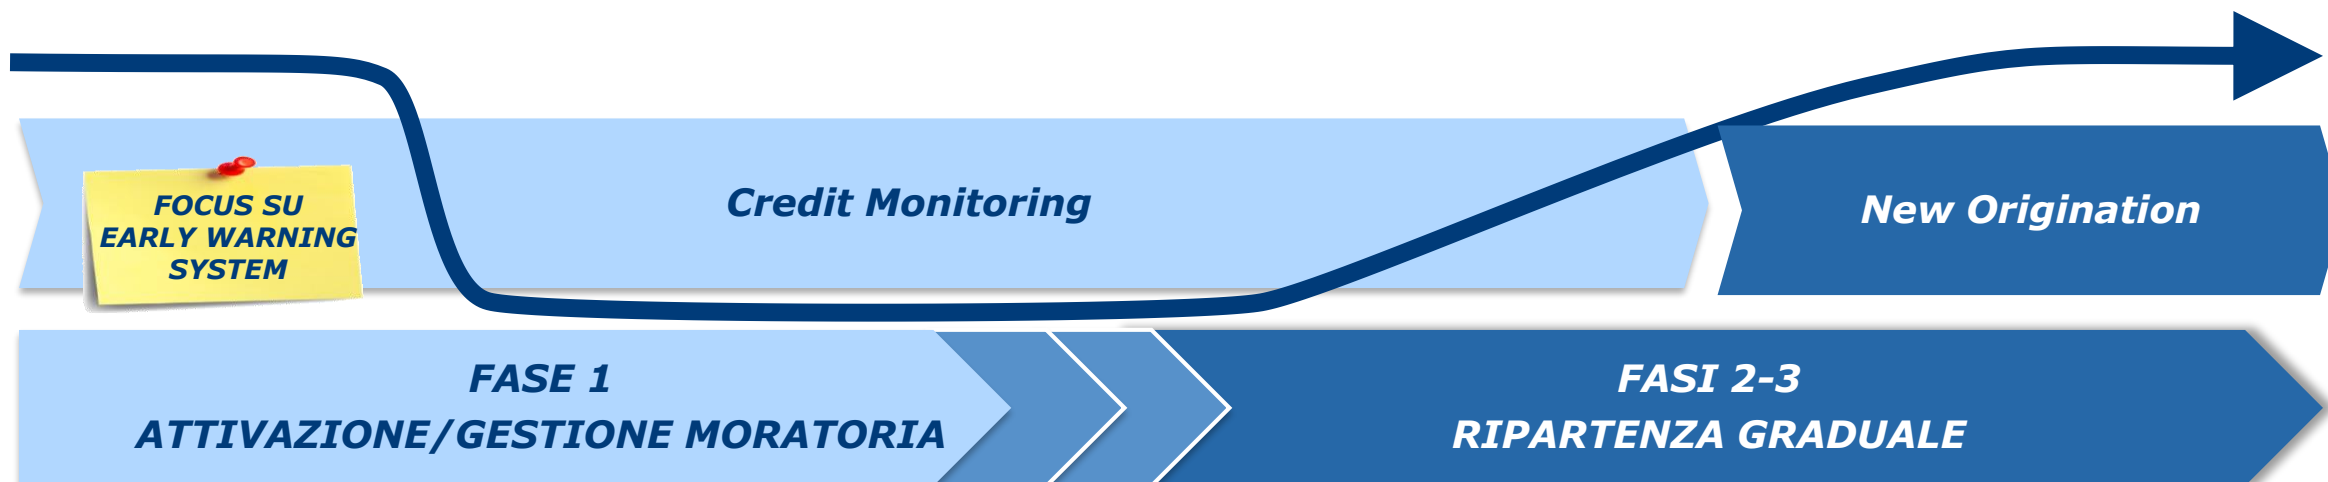 FOCUS SU
EARLY WARNING
SYSTEM
Credit Monitoring
New Origination
FASE 1
ATTIVAZIONE/GESTIONE MORATORIA
FASI 2-3
RIPARTENZA GRADUALE